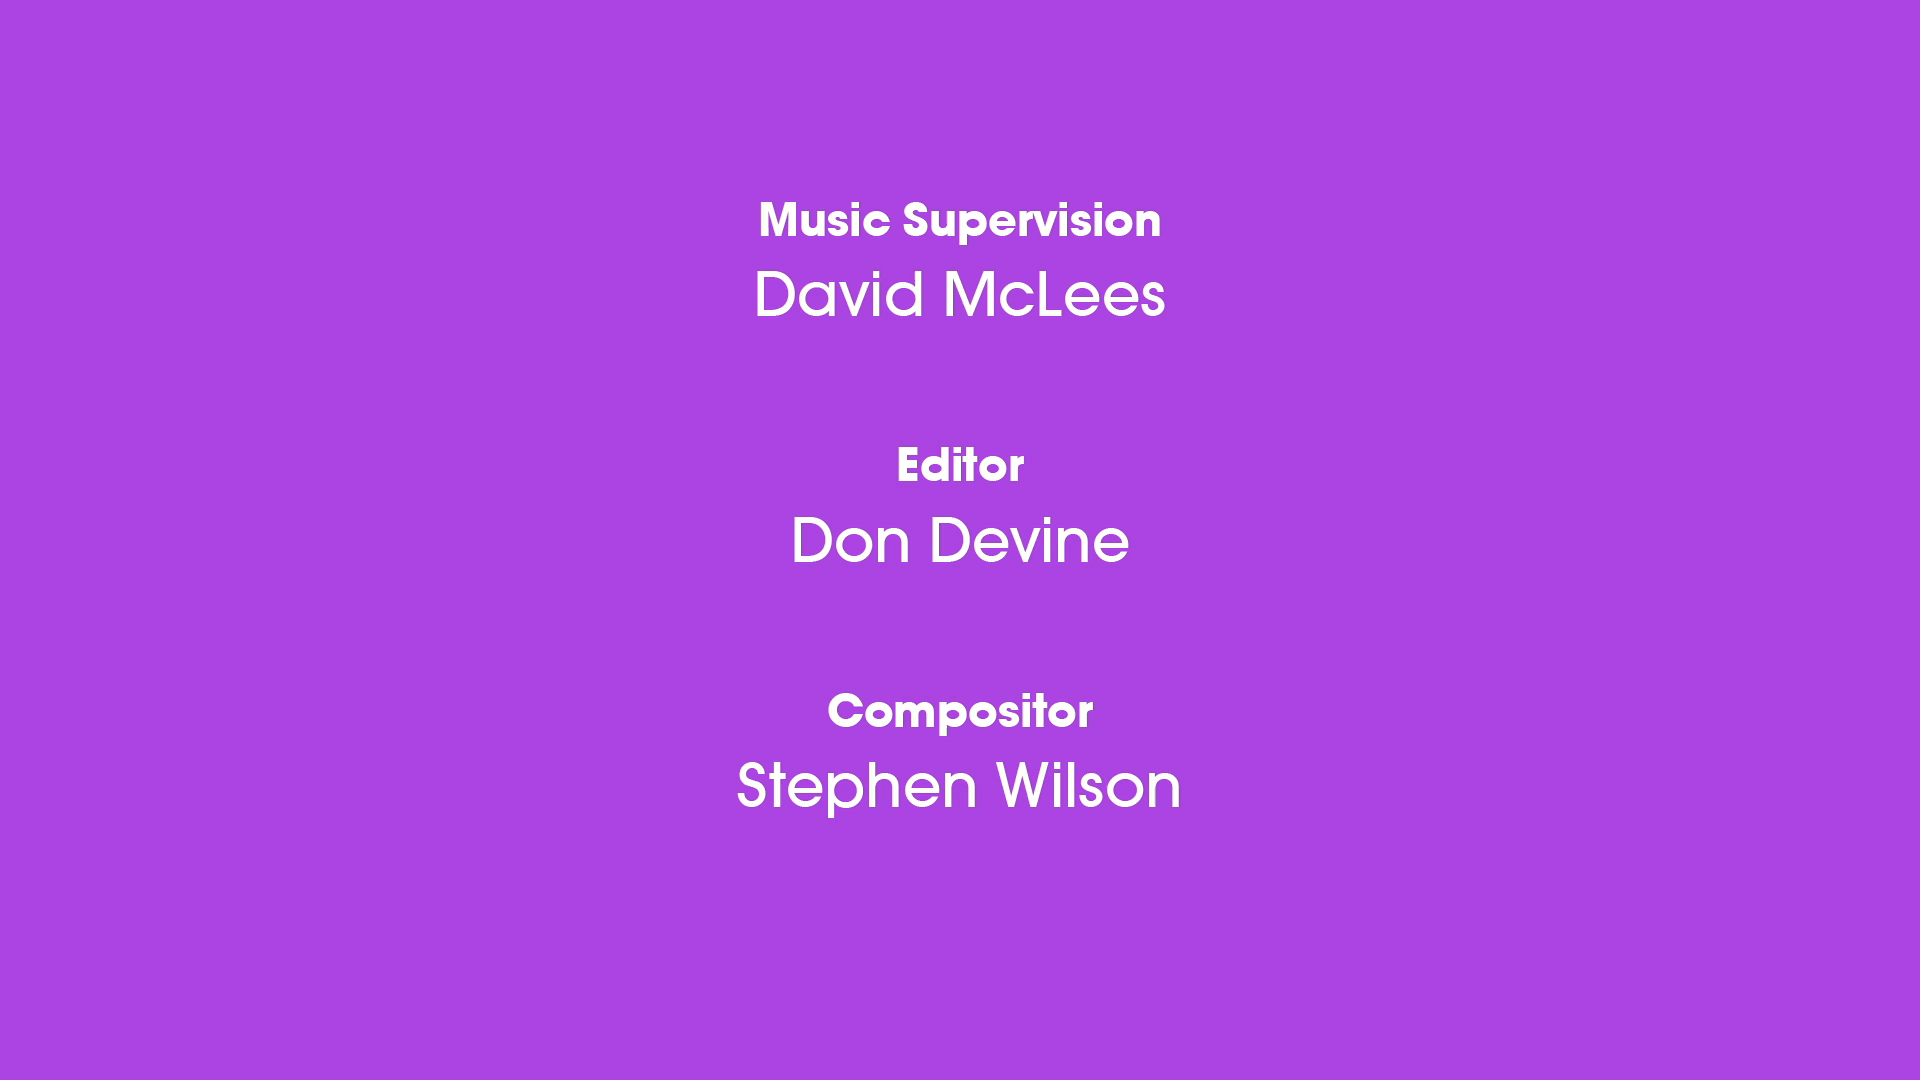 Music Supervision
David McLees
Editor
Don Devine
Compositor
Stephen Wilson